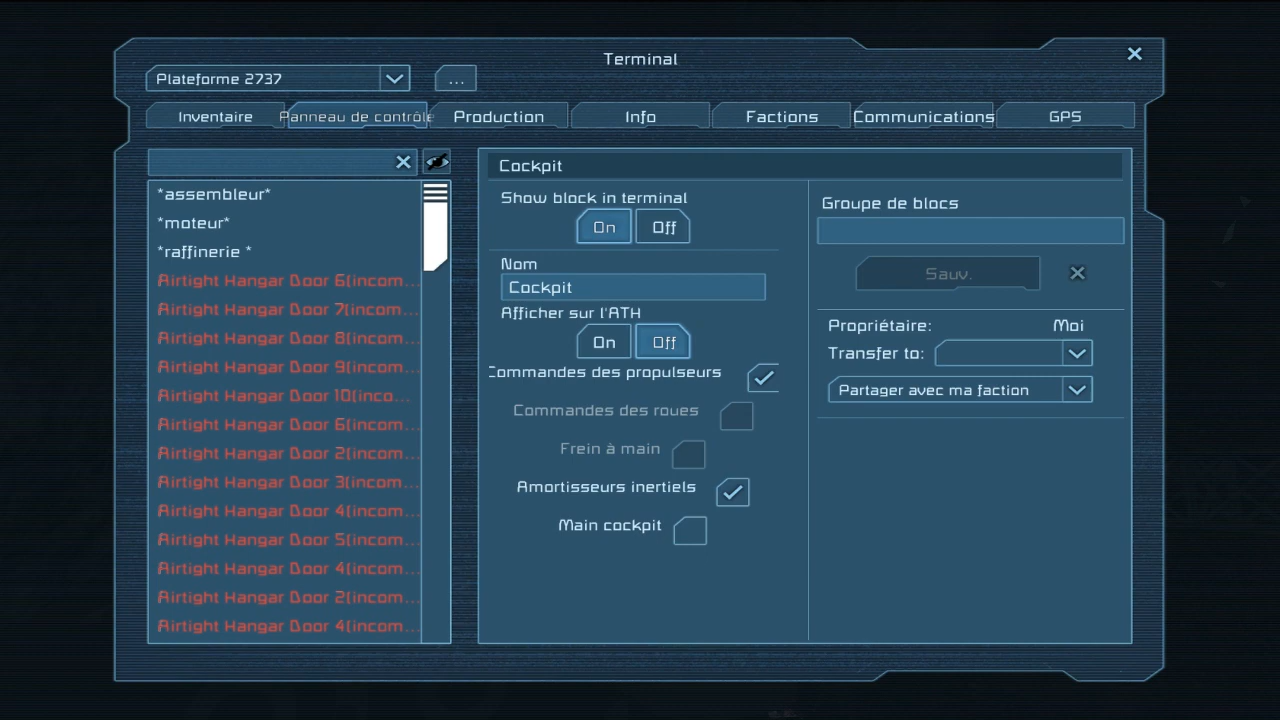 Terminal
Plateforme 2737
...
Inventaire
Panneau de contrôle
Production
Info
Factions
Communications
GPS
*assembleur*
*moteur*
*raffinerie *
Airtight Hangar Door 6(incom...
Airtight Hangar Door 7(incom...
Airtight Hangar Door 8(incom...
Airtight Hangar Door 9(incom...
Airtight Hangar Door 10(inco...
Airtight Hangar Door 6(incom...
Airtight Hangar Door 2(incom...
Airtight Hangar Door 3(incom...
Airtight Hangar Door 4(incom...
Airtight Hangar Door 5(incom...
Airtight Hangar Door 4(incom...
Airtight Hangar Door 2(incom...
Airtight Hangar Door 4(incom...
Cockpit
Show block in terminal
On Off
Nom
Cockpit
Afficher sur l'ATH
On Off
Commandes des propulseurs
Commandes des roues
Frein à main
Amortisseurs inertiels
Main cockpit
Groupe de blocs
Sauv.
Propriétaire: Moi
Transfer to:
Partager avec ma faction